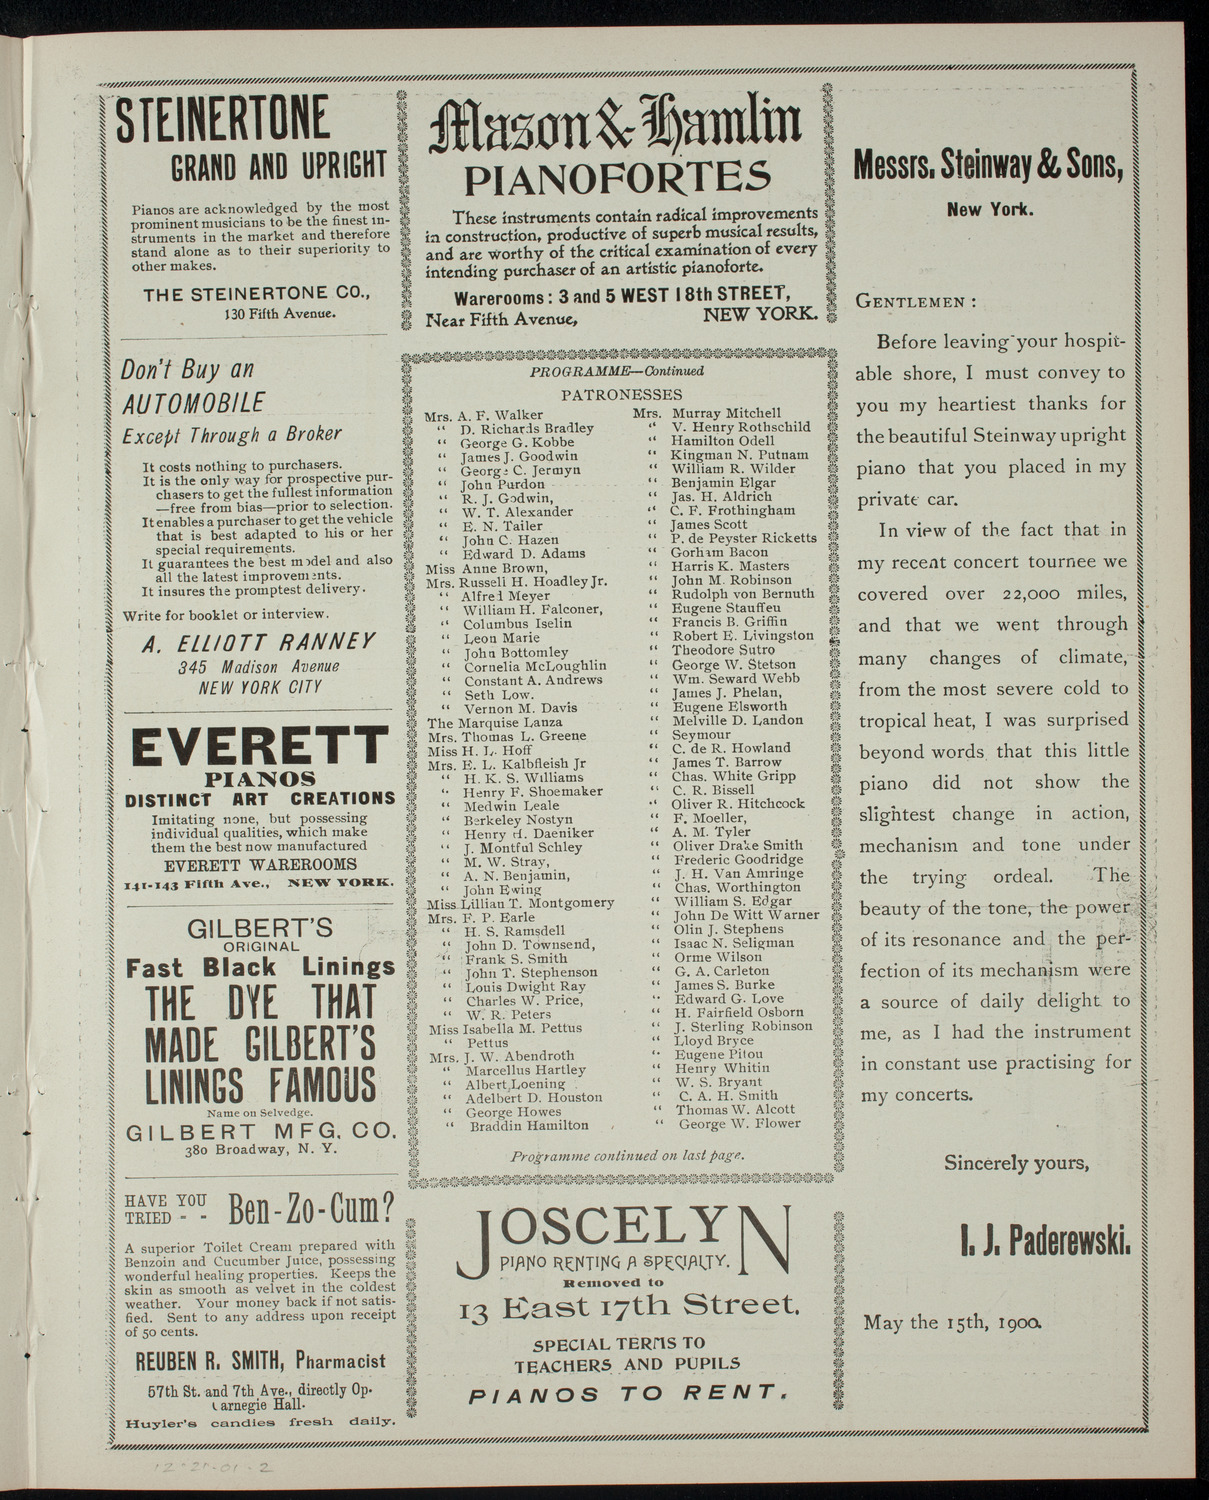 STEINERTONE
GRAND AND UPRIGHT
Pianos are acknowledged by the most
prominent musicians to be the finest in-
struments in the market and therefore
stand alone as to their superiority to
other makes.
THE STEINERTONE CO.,
130 Fifth Avenue.
Don't Buy an
AUTOMOBILE
Except Through a Broker
It costs nothing to purchasers.
It is the only way for prospective pur-
chasers to get the fullest information
—free from bias—prior to selection.
It enables a purchaser to get the vehicle
that is best adapted to his or her
special requirements.
It guarantees the best model and also
all the latest improvements.
It insures the promptest delivery.
Write for booklet or interview.
A. ELLIOTT RANNEY
345 Madison Avenue
NEW YORK CITY
EVERETT
PIANOS
DISTINCT ART CREATIONS
Imitating none, but possessing
individual qualities, which make
them the best now manufactured
EVERETT WAREROOMS
141-143 Fifth Ave., NEW YORK.
GILBERT'S
ORIGINAL
Fast Black Linings
THE DYE THAT
MADE GILBERT'S
LININGS FAMOUS
Name on Selvedge.
GILBERT MFG. CO.
380 Broadway, N. Y.
HAVE YOU
TRIED - - Ben-Zo-Cum?
A superior Toilet Cream prepared with
Benzoin and Cucumber Juice, possessing
wonderful healing properties. Keeps the
skin as smooth as velvet in the coldest
weather. Your money back if not satis-
fied. Sent to any address upon receipt
of 50 cents.
REUBEN R. SMITH, Pharmacist
57th St. and 7th Ave., directly Op.
Carnegie Hall.
Huyler's candies fresh daily.
Mason & Hamlin
PIANOFORTES
These instruments contain radical improvements
in construction, productive of superb musical results,
and are worthy of the critical examination of every
intending purchaser of an artistic pianoforte.
Warerooms: 3 and 5 WEST 18th STREET,
Near Fifth Avenue, NEW YORK.
PROGRAMME—Continued
PATRONESSES
Mrs. A. F. Walker
" D. Richards Bradley
" George G. Kobbe
" James J. Goodwin
" George C. Jermyn
" John Purdon
" R. J. Godwin,
" W. T. Alexander
" E. N. Tailer
" John C. Hazen
" Edward D. Adams
Miss Anne Brown,
Mrs. Russell H. Hoadley Jr.
" Alfred Meyer
" William H. Falconer,
" Columbus Iselin
" Leon Marie
" John Bottomley
" Cornelia McLoughlin
" Constant A. Andrews
" Seth Low.
" Vernon M. Davis
The Marquise Lanza
Mrs. Thomas L. Greene
Miss H. L. Hoff
Mrs. E. L. Kalbfleish Jr
" H. K. S. Williams
" Henry F. Shoemaker
" Medwin Leale
" Berkeley Nostyn
" Henry H. Daeniker
" J. Montful Schley
" M. W. Stray,
" A. N. Benjamin,
" John Ewing
Miss Lillian T. Montgomery
Mrs. F. P. Earle
" H. S. Ramsdell
" John D. Townsend,
" Frank S. Smith
" John T. Stephenson
" Louis Dwight Ray
" Charles W. Price,
" W. R. Peters
Miss Isabella M. Pettus
" Pettus
Mrs. J. W. Abendroth
" Marcellus Hartley
" Albert Loening
" Adelbert D. Houston
" George Howes
" Braddin Hamilton
Mrs. Murray Mitchell
" V. Henry Rothschild
" Hamilton Odell
" Kingman N. Putnam
" William R. Wilder
" Benjamin Elgar
" Jas. H. Aldrich
" C. F. Frothingham
" James Scott
" P. de Peyster Ricketts
" Gorham Bacon
" Harris K. Masters
" John M. Robinson
" Rudolph von Bernuth
" Eugene Stauffeu
" Francis B. Griffin
" Robert E. Livingston
" Theodore Sutro
" George W. Stetson
" Wm. Seward Webb
" James J. Phelan,
" Eugene Elsworth
" Melville D. Landon
" Seymour
" C. de R. Howland
" James T. Barrow
" Chas. White Gripp
" C. R. Bissell
" Oliver R. Hitchcock
" F. Moeller,
" A. M. Tyler
" Oliver Drake Smith
" Frederic Goodridge
" J. H. Van Amringe
" Chas. Worthington
" William S. Edgar
" John De Witt Warner
" Olin J. Stephens
" Isaac N. Seligman
" Orme Wilson
" G. A. Carleton
" James S. Burke
" Edward G. Love
" H. Fairfield Osborn
" J. Sterling Robinson
" Lloyd Bryce
" Eugene Pitou
" Henry Whitin
" W. S. Bryant
" C. A. H. Smith
" Thomas W. Alcott
" George W. Flower
Programme continued on last page.
JOSCELYN
PIANO RENTING A SPECIALTY.
Removed to
13 East 17th Street.
SPECIAL TERMS TO
TEACHERS AND PUPILS
PIANOS TO RENT.
Messrs. Steinway & Sons,
New York.
GENTLEMEN:
Before leaving your hospit-
able shore, I must convey to
you my heartiest thanks for
the beautiful Steinway upright
piano that you placed in my
private car.
In view of the fact that in
my recent concert tournee we
covered over 22,000 miles,
and that we went through
many changes of climate,
from the most severe cold to
tropical heat, I was surprised
beyond words that this little
piano did not show the
slightest change in action,
mechanism and tone under
the trying ordeal. The
beauty of the tone, the power
of its resonance and the per-
fection of its mechanism were
a source of daily delight to
me, as I had the instrument
in constant use practising for
my concerts.
Sincerely yours,
I. J. Paderewski.
May the 15th, 1900.
12-21-01-2